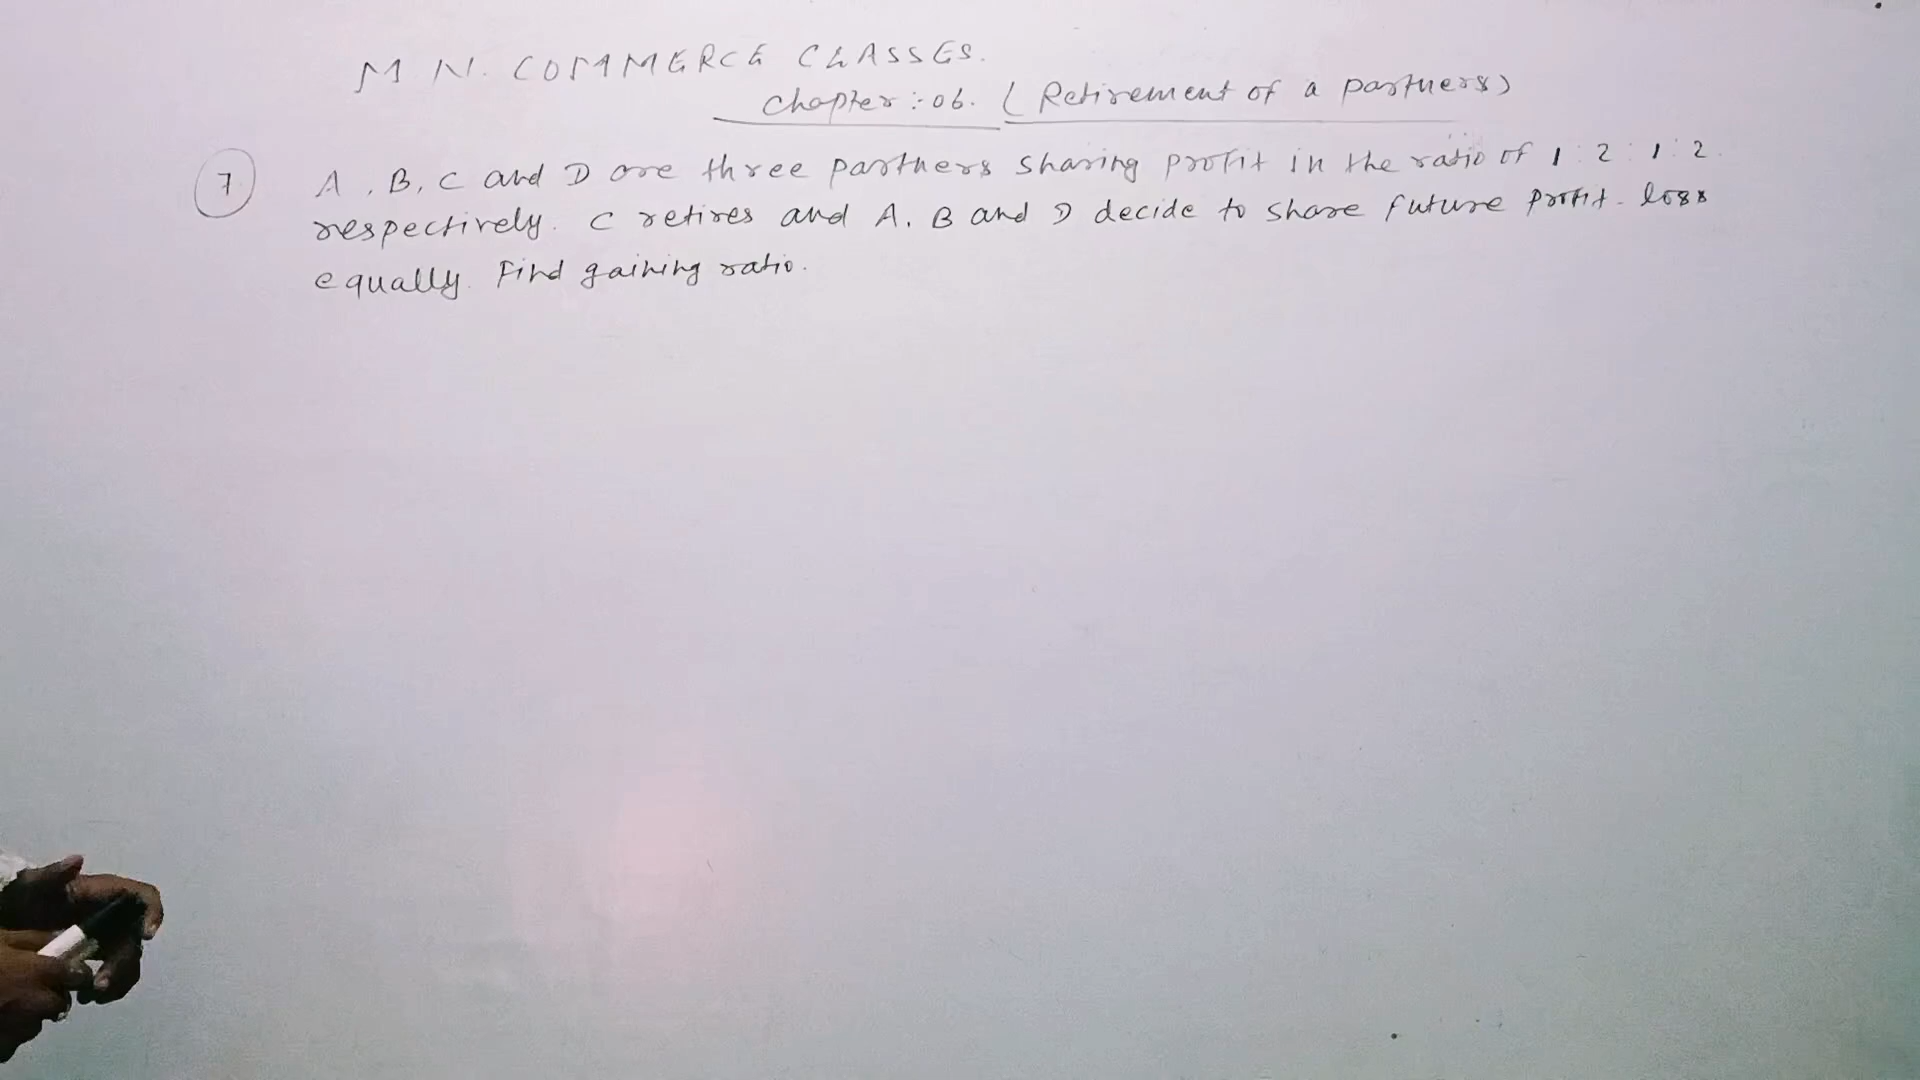 M N. COMMERCE CLASSES.
Chapter :- 06. (Retirement of a partners)
7 A, B, C and D are three partners sharing profit in the ratio of 1 : 2 : 1 : 2.
respectively. C retires and A, B and D decide to share future profit - loss
equally. Find gaining ratio.